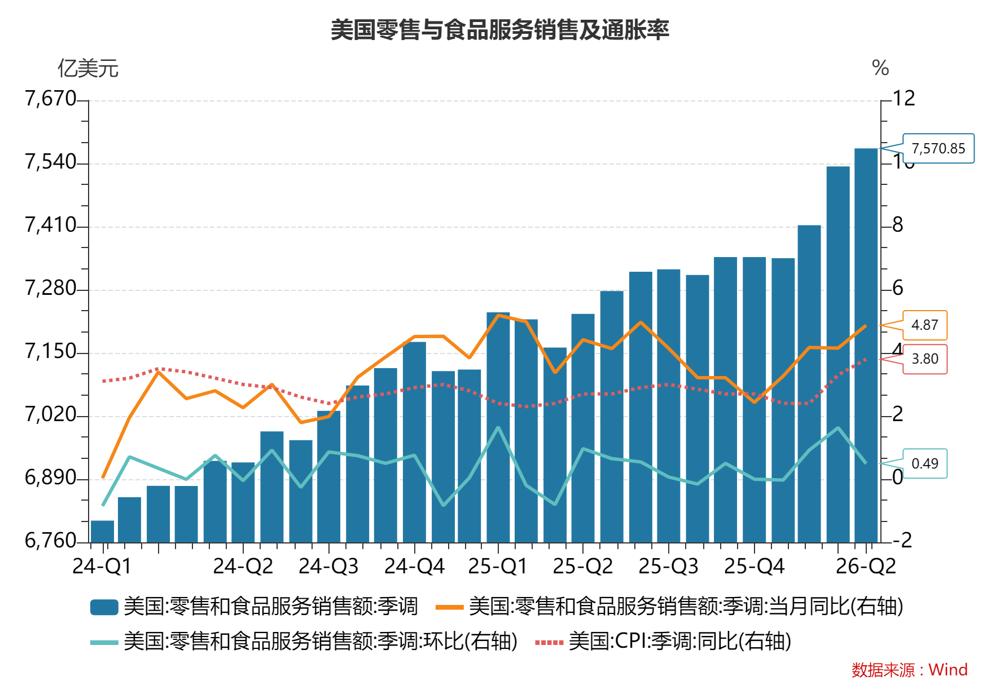 美国零售与食品服务销售及通胀率
亿美元 %
7,670 12
7,570.85
7,540 10
7,410 8
7,280 6
4.87
7,150 4
3.80
7,020 2
0.49
6,890 0
6,760 -2
24-Q1 24-Q2 24-Q3 24-Q4 25-Q1 25-Q2 25-Q3 25-Q4 26-Q2
美国:零售和食品服务销售额:季调 美国:零售和食品服务销售额:季调:当月同比(右轴)
美国:零售和食品服务销售额:季调:环比(右轴) 美国:CPI:季调:同比(右轴)
数据来源：Wind